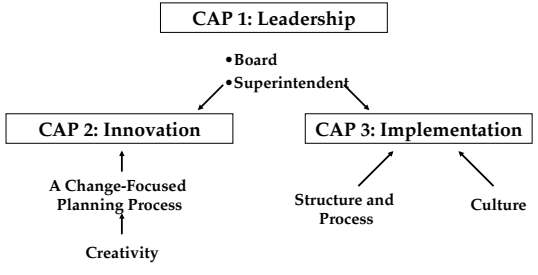 CAP 1: Leadership
•Board
•Superintendent
CAP 2: Innovation
CAP 3: Implementation
A Change-Focused
Planning Process
Creativity
Structure and
Process
Culture